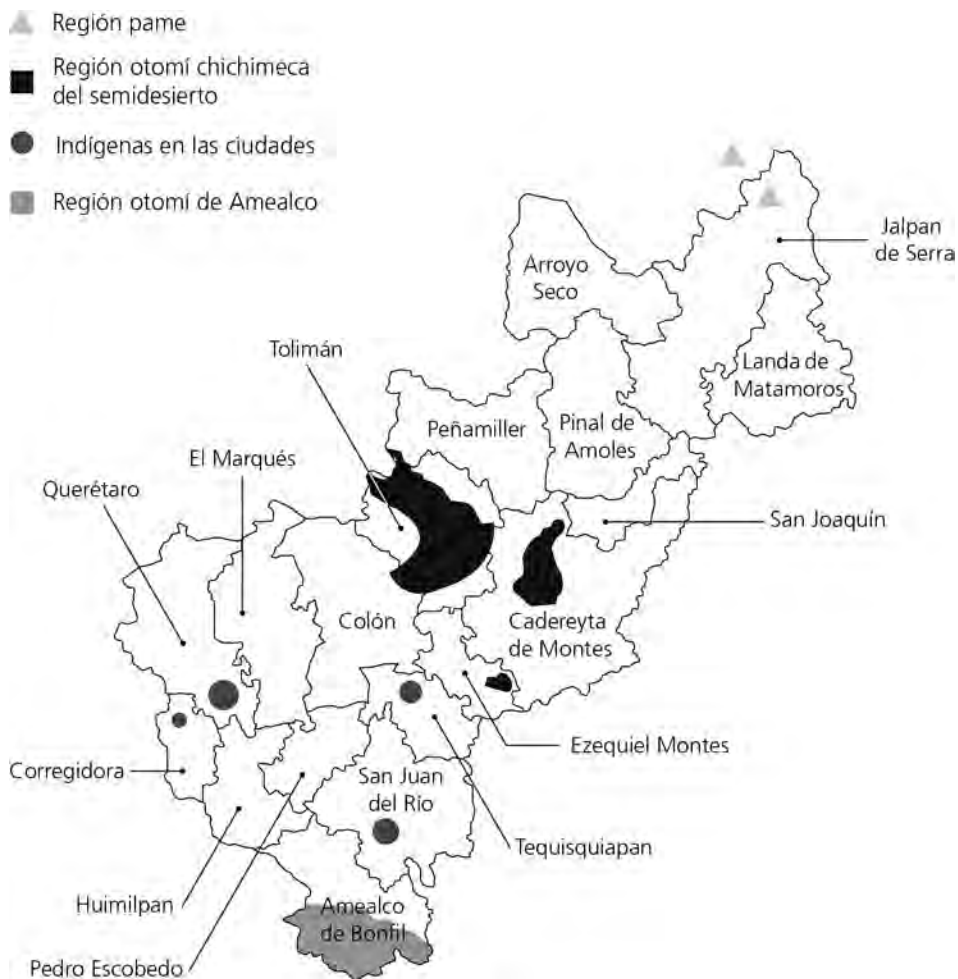 Región pame
Región otomí chichimeca
del semidesierto
Indígenas en las ciudades
Región otomí de Amealco
Jalpan
de Serra
Arroyo
Seco
Tolimán
Landa de
Matamoros
Peñamiller
Pinal de
Amoles
El Marqués
Querétaro
San Joaquín
Colón
Cadereyta
de Montes
Ezequiel Montes
Corregidora
San Juan
del Río
Tequisquiapan
Huimilpan
Amealco
de Bonfil
Pedro Escobedo